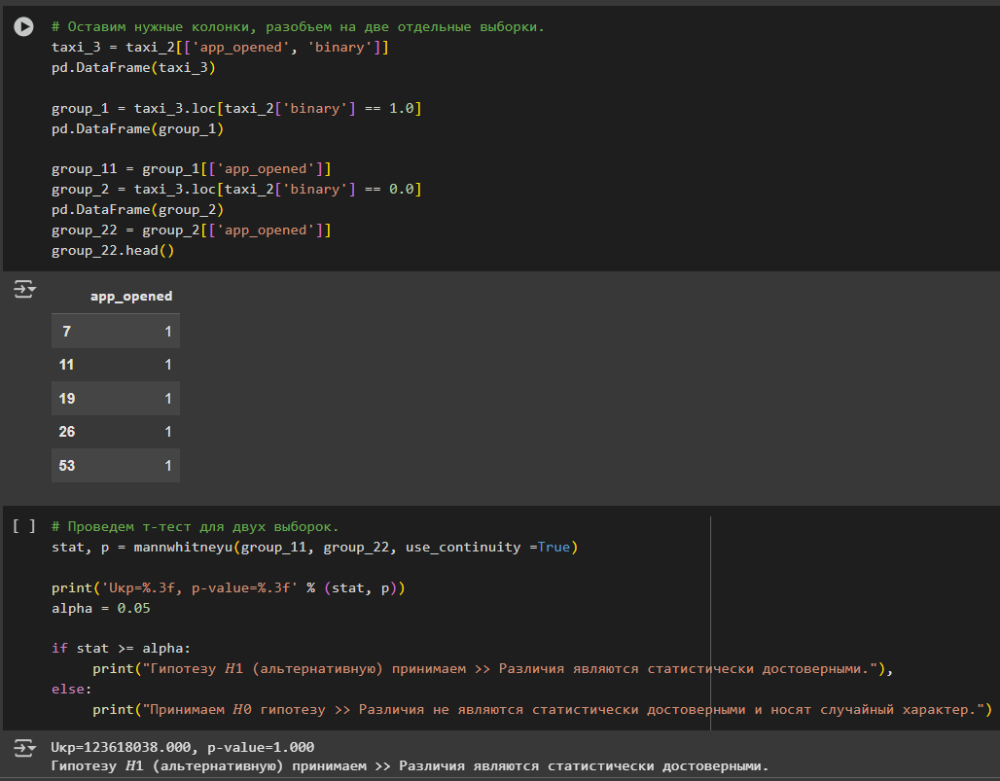 # Оставим нужные колонки, разобъем на две отдельные выборки.
taxi_3 = taxi_2[['app_opened', 'binary']]
pd.DataFrame(taxi_3)
group_1 = taxi_3.loc[taxi_2['binary'] == 1.0]
pd.DataFrame(group_1)
group_11 = group_1[['app_opened']]
group_2 = taxi_3.loc[taxi_2['binary'] == 0.0]
pd.DataFrame(group_2)
group_22 = group_2[['app_opened']]
group_22.head()
app_opened
7 1
11 1
19 1
26 1
53 1
[ ] # Проведем т-тест для двух выборок.
stat, p = mannwhitneyu(group_11, group_22, use_continuity =True)
print('Uкр=%.3f, p-value=%.3f' % (stat, p))
alpha = 0.05
if stat >= alpha:
print("Гипотезу 𝐻1 (альтернативную) принимаем >> Различия являются статистически достоверными."),
else:
print("Принимаем 𝐻0 гипотезу >> Различия не являются статистически достоверными и носят случайный характер.")
Uкр=123618038.000, p-value=1.000
Гипотезу 𝐻1 (альтернативную) принимаем >> Различия являются статистически достоверными.